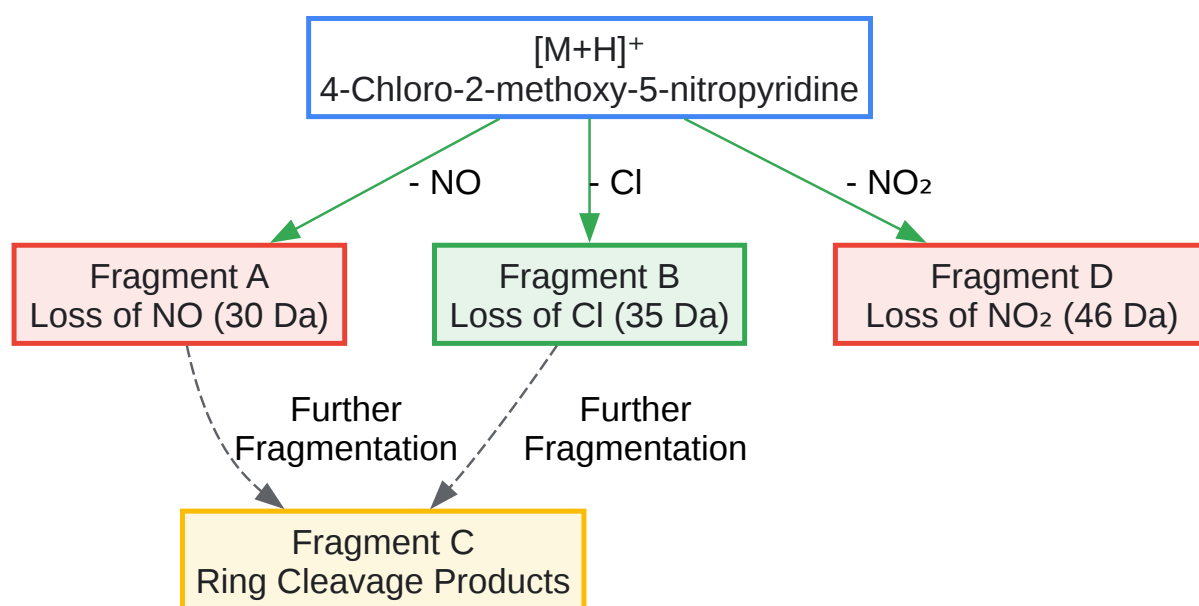 [M+H]⁺
4-Chloro-2-methoxy-5-nitropyridine
- NO
- Cl
- NO₂
Fragment A
Loss of NO (30 Da)
Fragment B
Loss of Cl (35 Da)
Fragment D
Loss of NO₂ (46 Da)
Further
Fragmentation
Further
Fragmentation
Fragment C
Ring Cleavage Products